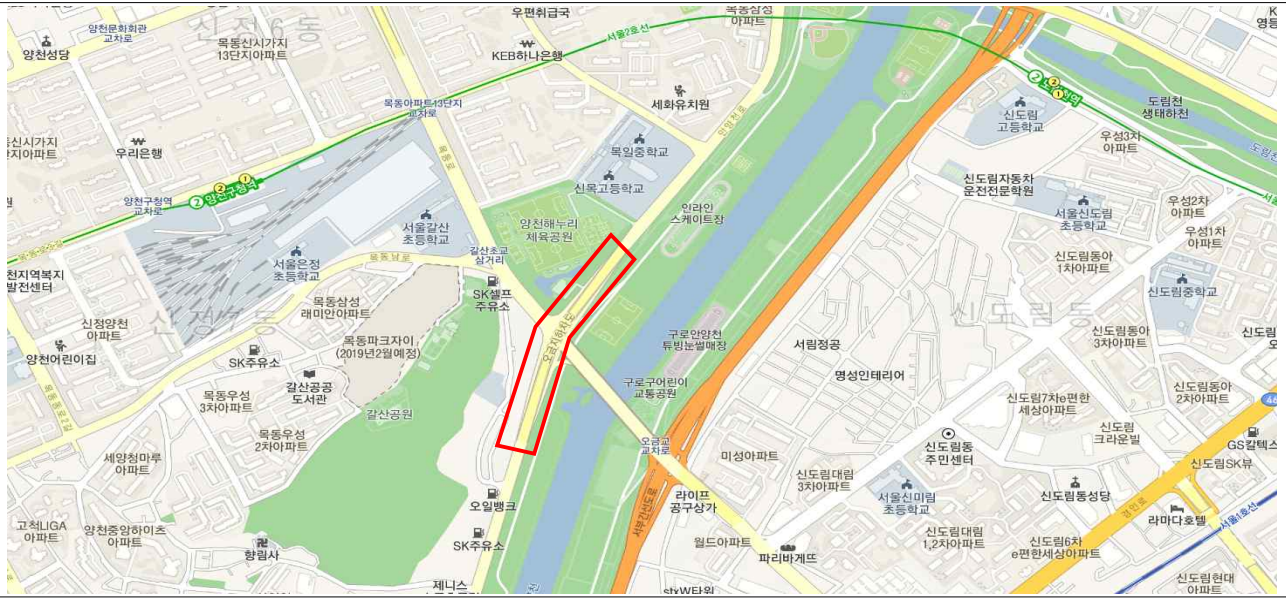 우편취급국
목동삼성
아파트
양천문화회관
교차로
신정6동
양천성당
목동신시가지
13단지아파트
KEB하나은행
서울2호선
세화유치원
안양천로
목동아파트13단지
교차로
목동로
우리은행
목일중학교
신목고등학교
2 양천구청역
2
1
양천구청역
교차로
서울갈산
초등학교
양천해누리
체육공원
인라인
스케이트장
갈산초교
삼거리
서울은정
초등학교
목동남로
천지역복지
발전센터
목동삼성
래미안아파트
SK셀프
주유소
신정7동
신정양천
아파트
양천어린이집
SK주유소
목동파크자이
(2019년2월예정)
오금지하차도
구로안양천
튜빙눈썰매장
갈산공공
도서관
목동우성
3차아파트
갈산공원
목동우성
2차아파트
구로구어린이
교통공원
세양청마루
아파트
오금교
교차로
오일뱅크
고척LIGA
아파트
양천중앙하이츠
아파트
향림사
SK주유소
제니스
라이프
공구상가
서부간선도로
월드아파트
파리바게뜨
미성아파트
stxW타워
2 도림천역
2
1
신도림
고등학교
도림천
생태하천
우성3차
아파트
신도림자동차
운전전문학원
서울신도림
초등학교
우성2차
아파트
우성1차
아파트
신도림동아
1차아파트
신도림중학교
신도림동
서림정공
명성인테리어
신도림동아
3차아파트
신도림7차e편한
세상아파트
신도림동아
2차아파트
신도림
크라운빌
46
GS칼텍스
신도림동
주민센터
신도림SK뷰
신도림대림
3차아파트
서울신미림
초등학교
신도림동성당
경인로
라마다호텔
서울1호선
신도림대림
1,2차아파트
신도림6차
e편한세상아파트
신도림현대
아파트